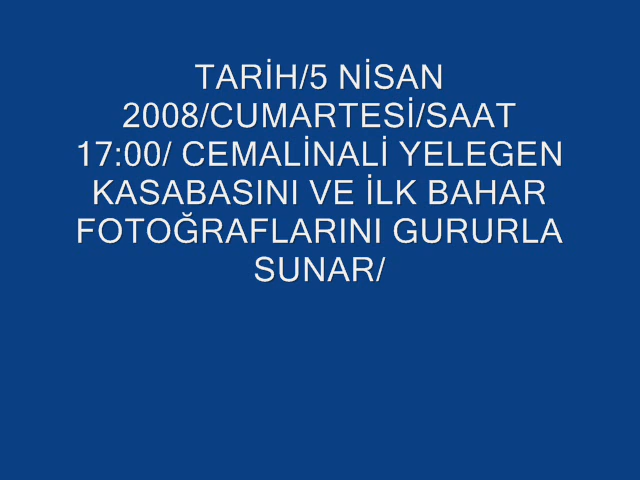 TARİH/5 NİSAN
2008/CUMARTESİ/SAAT
17:00/ CEMALİNALİ YELEGEN
KASABASINI VE İLK BAHAR
FOTOĞRAFLARINI GURURLA
SUNAR/